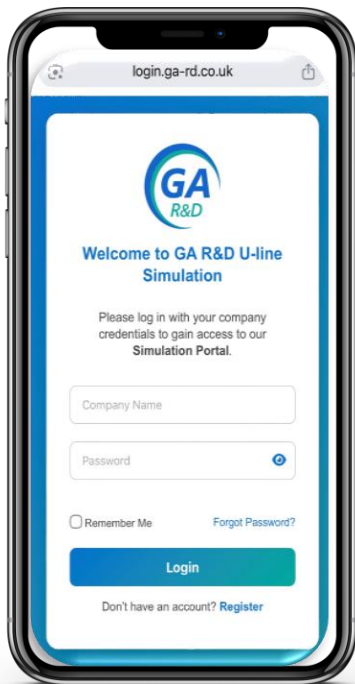 login.ga-rd.co.uk
GA
R&D
Welcome to GA R&D U-line
Simulation
Please log in with your company
credentials to gain access to our
Simulation Portal.
Company Name
Password
Remember Me
Forgot Password?
Login
Don't have an account? Register